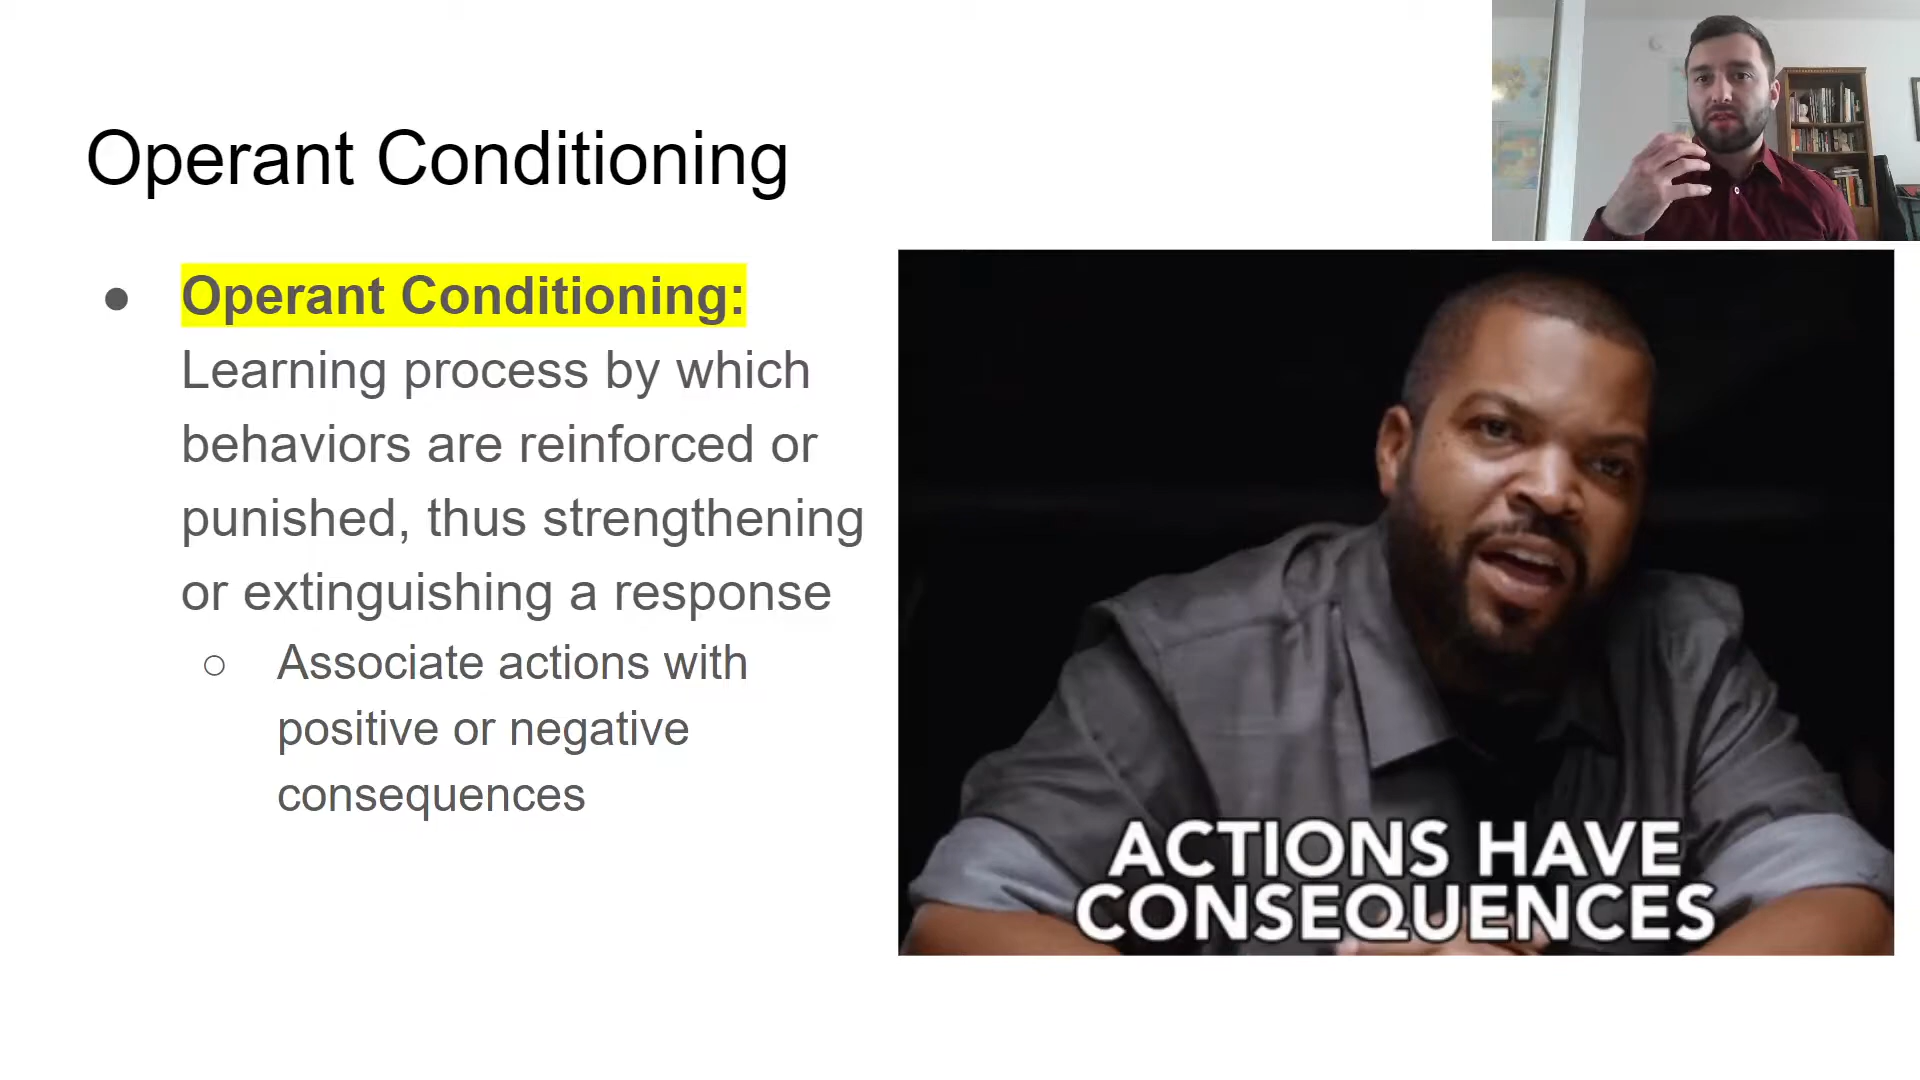 Operant Conditioning
● Operant Conditioning:
Learning process by which
behaviors are reinforced or
punished, thus strengthening
or extinguishing a response
○ Associate actions with
positive or negative
consequences
ACTIONS HAVE
CONSEQUENCES